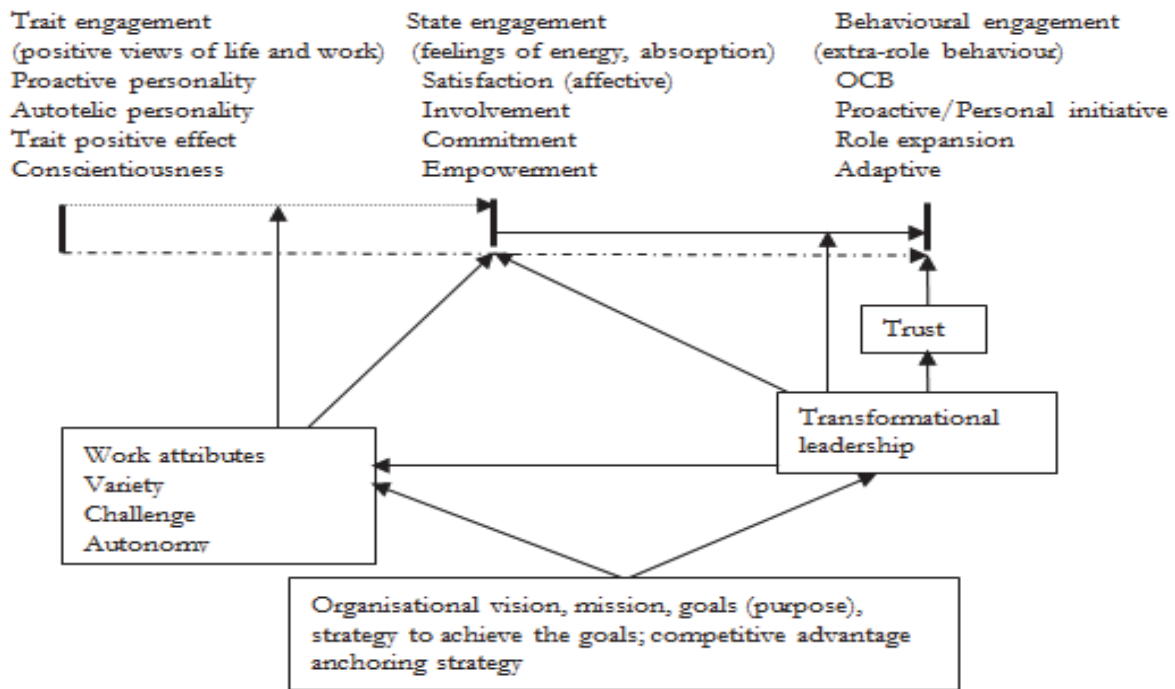 Trait engagement
(positive views of life and work)
Proactive personality
Autotelic personality
Trait positive effect
Conscientiousness
State engagement
(feelings of energy, absorption)
Satisfaction (affective)
Involvement
Commitment
Empowerment
Behavioural engagement
(extra-role behaviour)
OCB
Proactive/Personal initiative
Role expansion
Adaptive
Trust
Transformational
leadership
Work attributes
Variety
Challenge
Autonomy
Organisational vision, mission, goals (purpose),
strategy to achieve the goals; competitive advantage
anchoring strategy